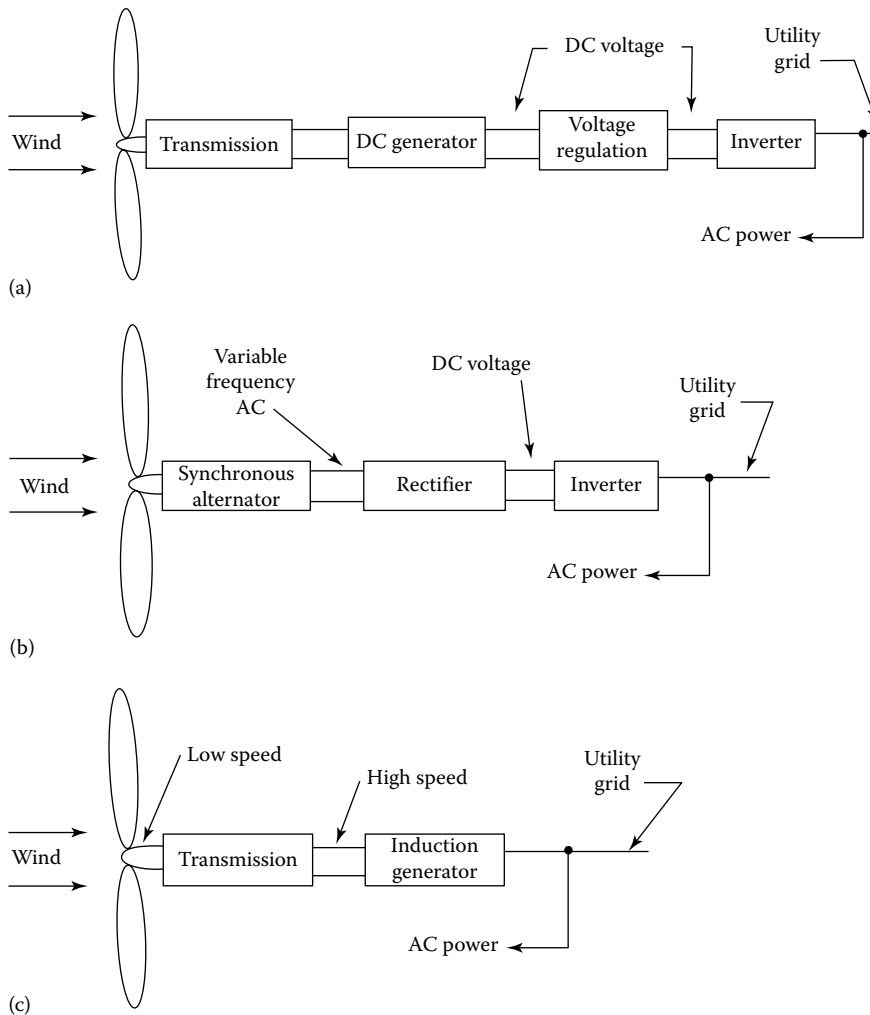 DC voltage
Utility
grid
Wind
Transmission
DC generator
Voltage
regulation
Inverter
AC power
(a)
Variable
frequency
AC
DC voltage
Utility
grid
Wind
Synchronous
alternator
Rectifier
Inverter
AC power
(b)
Low speed
High speed
Utility
grid
Wind
Transmission
Induction
generator
AC power
(c)